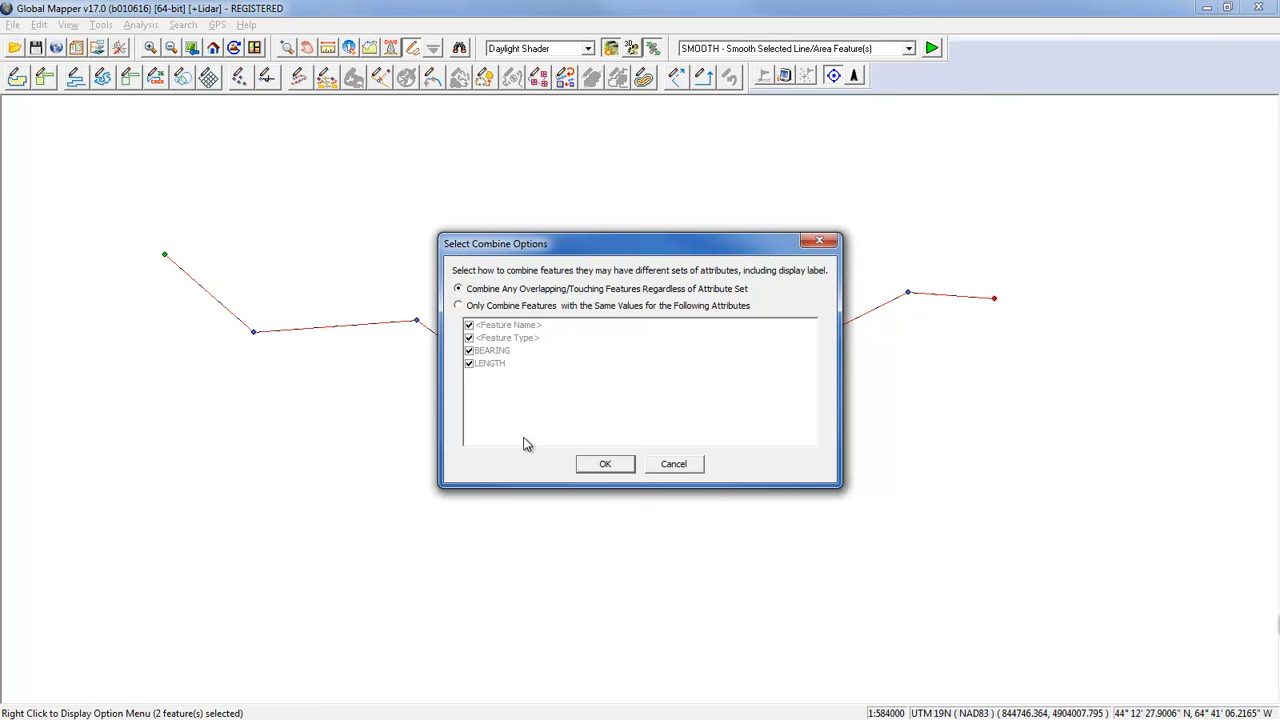 Global Mapper v17.0 (b010616) [64-bit] [+Lidar] - REGISTERED
File Edit View Tools Analysis Search GPS Help
Daylight Shader
SMOOTH - Smooth Selected Line/Area Feature(s)
Select Combine Options
Select how to combine features they may have different sets of attributes, including display label.
Combine Any Overlapping/Touching Features Regardless of Attribute Set
Only Combine Features with the Same Values for the Following Attributes
<Feature Name>
<Feature Type>
BEARING
LENGTH
OK Cancel
Right Click to Display Option Menu (2 feature(s) selected) 1:584000 UTM 19N (NAD83) ( 844746.364, 4904007.795 ) 44° 12' 27.9006" N, 64° 41' 06.2165" W